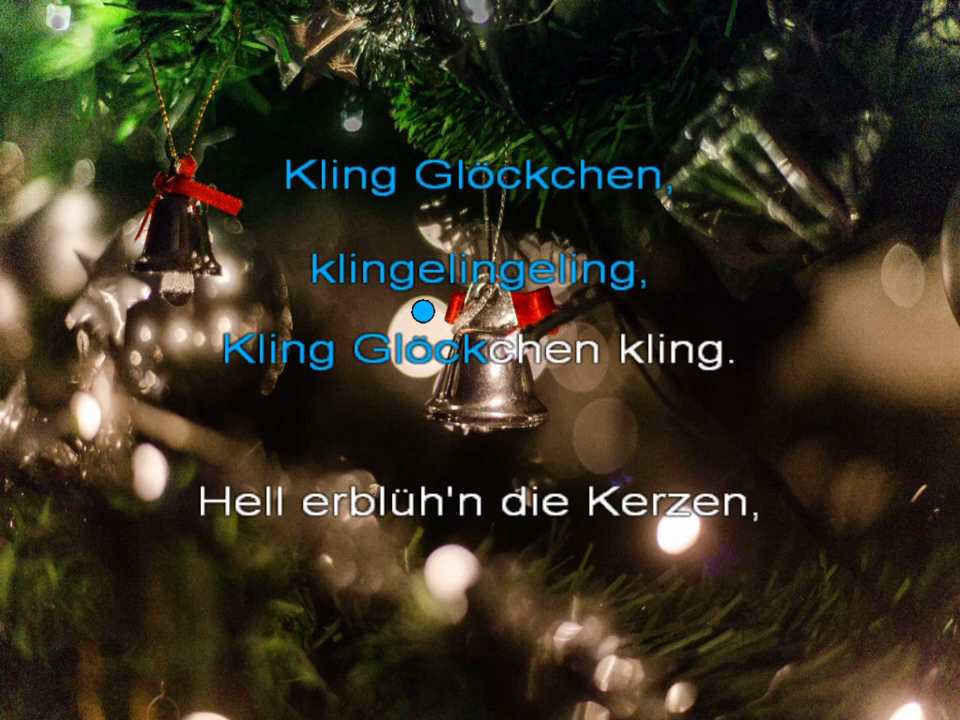 Kling Glöckchen,
klingelingeling,
Kling Glöckchen kling.
Hell erblüh'n die Kerzen,